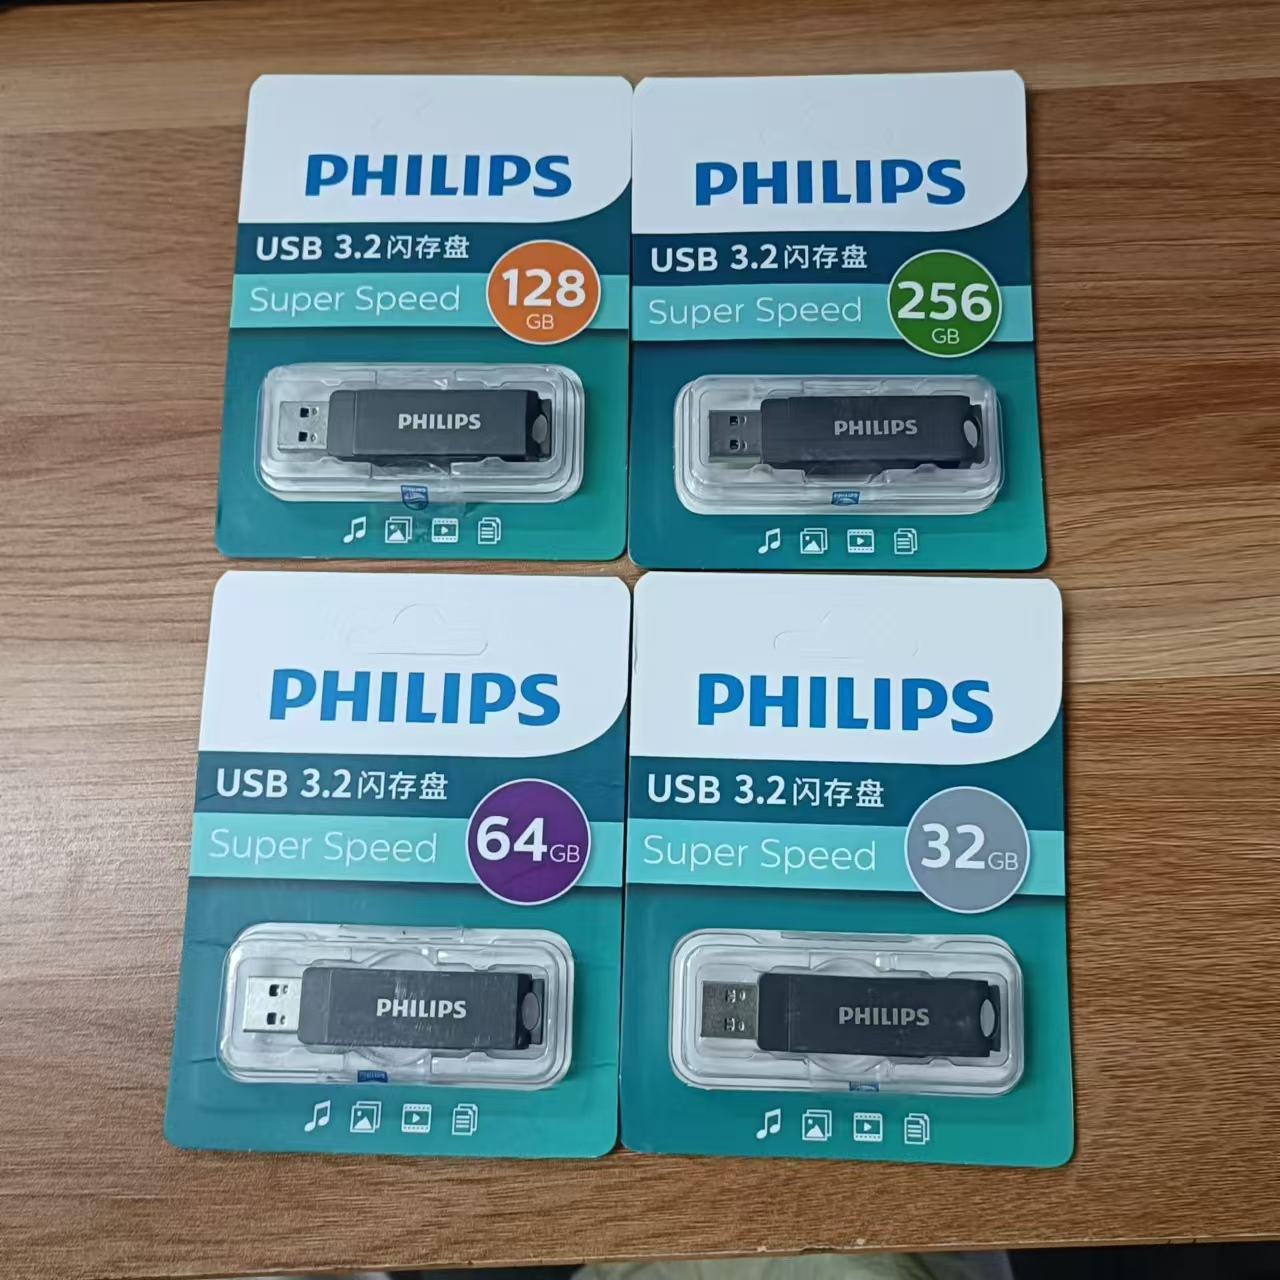 PHILIPS
USB 3.2闪存盘
Super Speed
128
GB
PHILIPS
PHILIPS
USB 3.2闪存盘
Super Speed
256
GB
PHILIPS
PHILIPS
USB 3.2闪存盘
Super Speed
64GB
PHILIPS
PHILIPS
USB 3.2闪存盘
Super Speed
32GB
PHILIPS